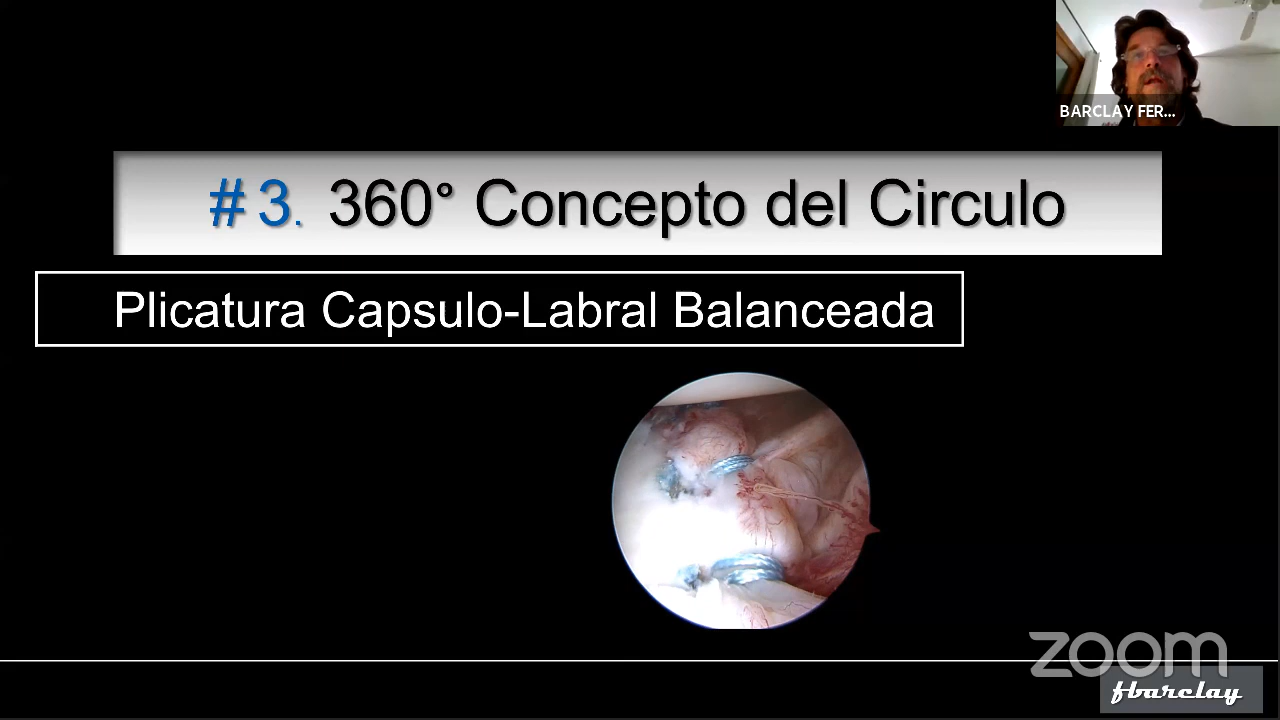 BARCLAY FER...
#3. 360° Concepto del Circulo
Plicatura Capsulo-Labral Balanceada
zoom
fbarclay